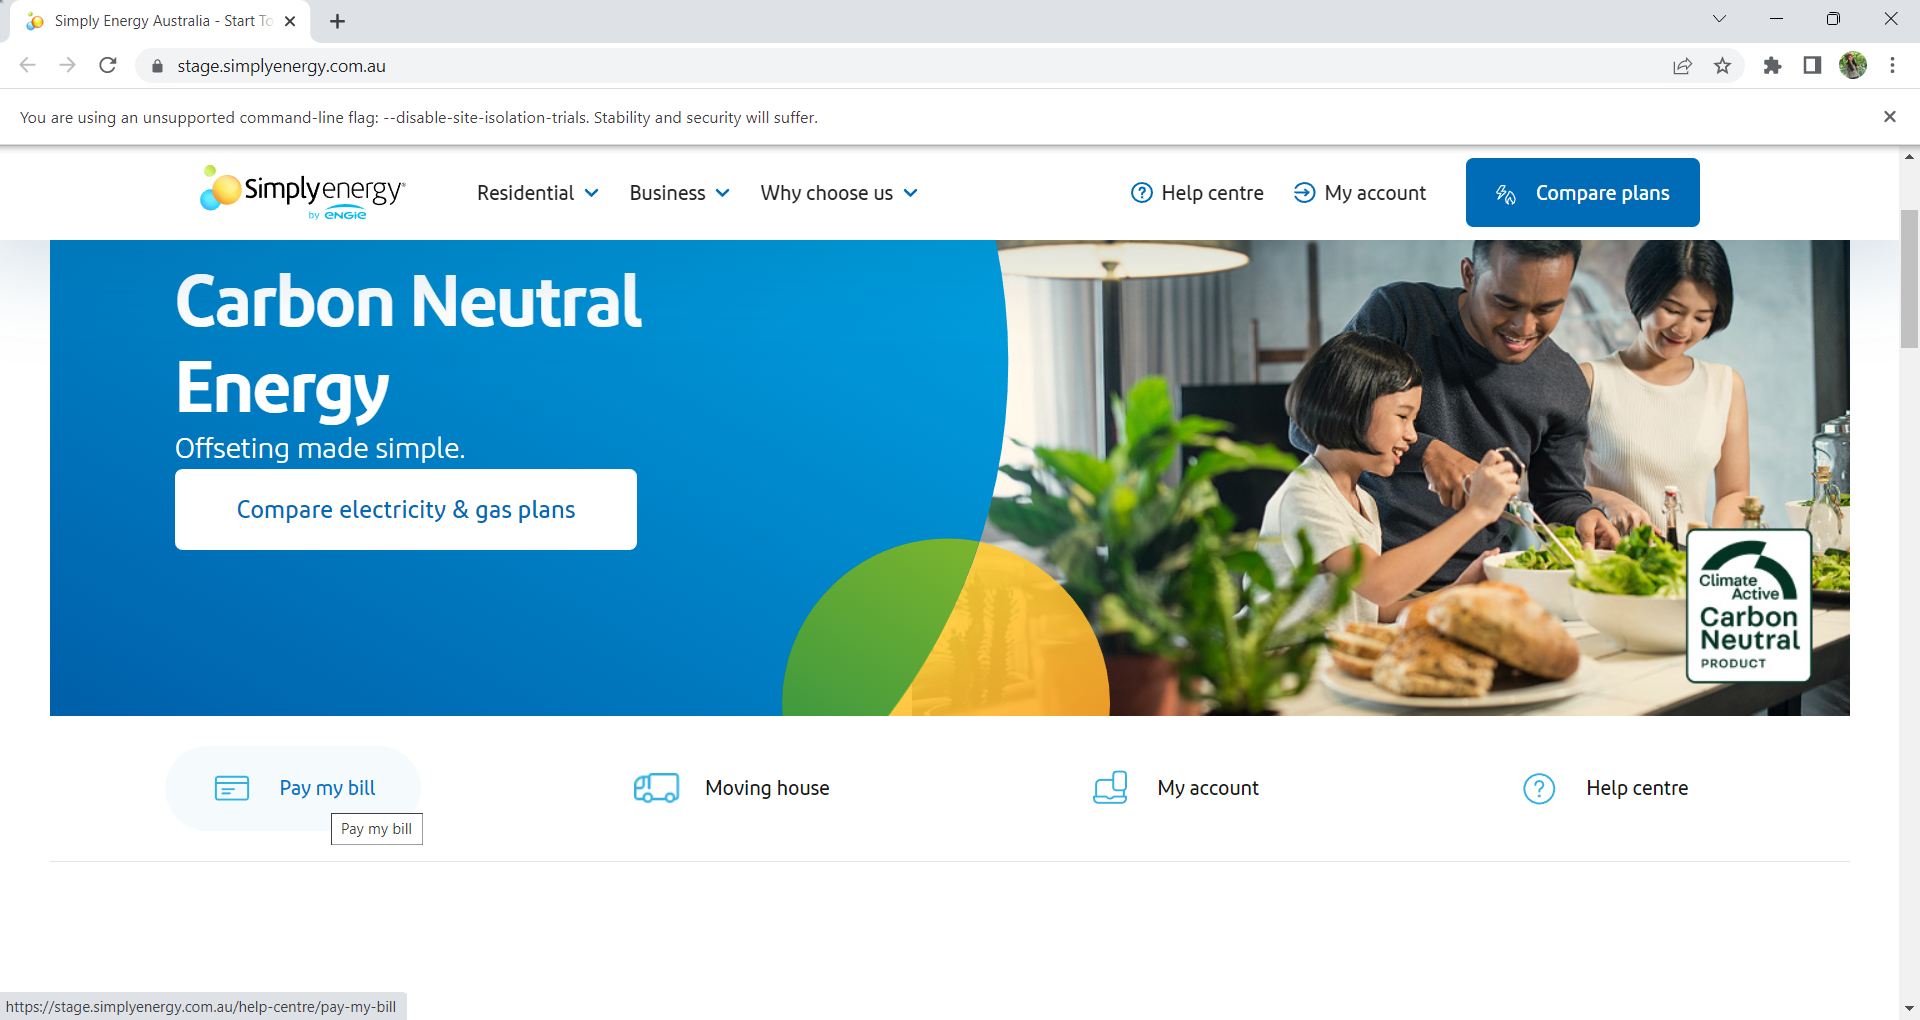 Simply Energy Australia - Start To
stage.simplyenergy.com.au
You are using an unsupported command-line flag: --disable-site-isolation-trials. Stability and security will suffer.
Simplyenergy
by ENGIE
Residential
Business
Why choose us
Help centre
My account
Compare plans
Carbon Neutral
Energy
Offseting made simple.
Compare electricity & gas plans
Climate
Active
Carbon
Neutral
PRODUCT
Pay my bill
Moving house
My account
Help centre
Pay my bill
https://stage.simplyenergy.com.au/help-centre/pay-my-bill